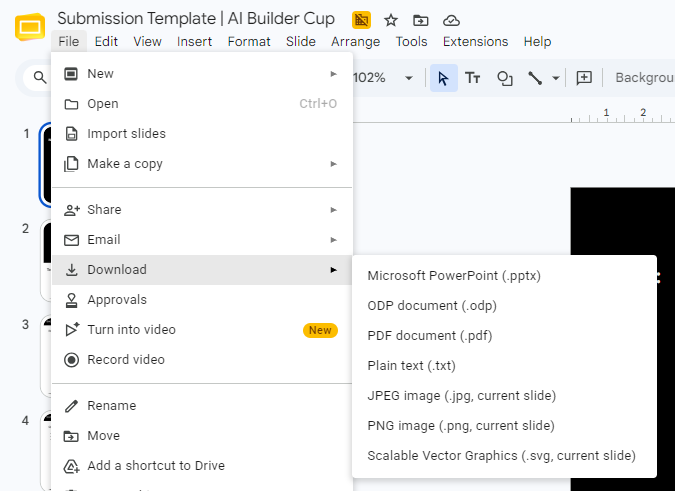 Submission Template | AI Builder Cup
File Edit View Insert Format Slide Arrange Tools Extensions Help
102% Backgrou
1 2
1
2
3
4
New
Open Ctrl+O
Import slides
Make a copy
Share
Email
Download
Approvals
Turn into video New
Record video
Rename
Move
Add a shortcut to Drive
Microsoft PowerPoint (.pptx)
ODP document (.odp)
PDF document (.pdf)
Plain text (.txt)
JPEG image (.jpg, current slide)
PNG image (.png, current slide)
Scalable Vector Graphics (.svg, current slide)